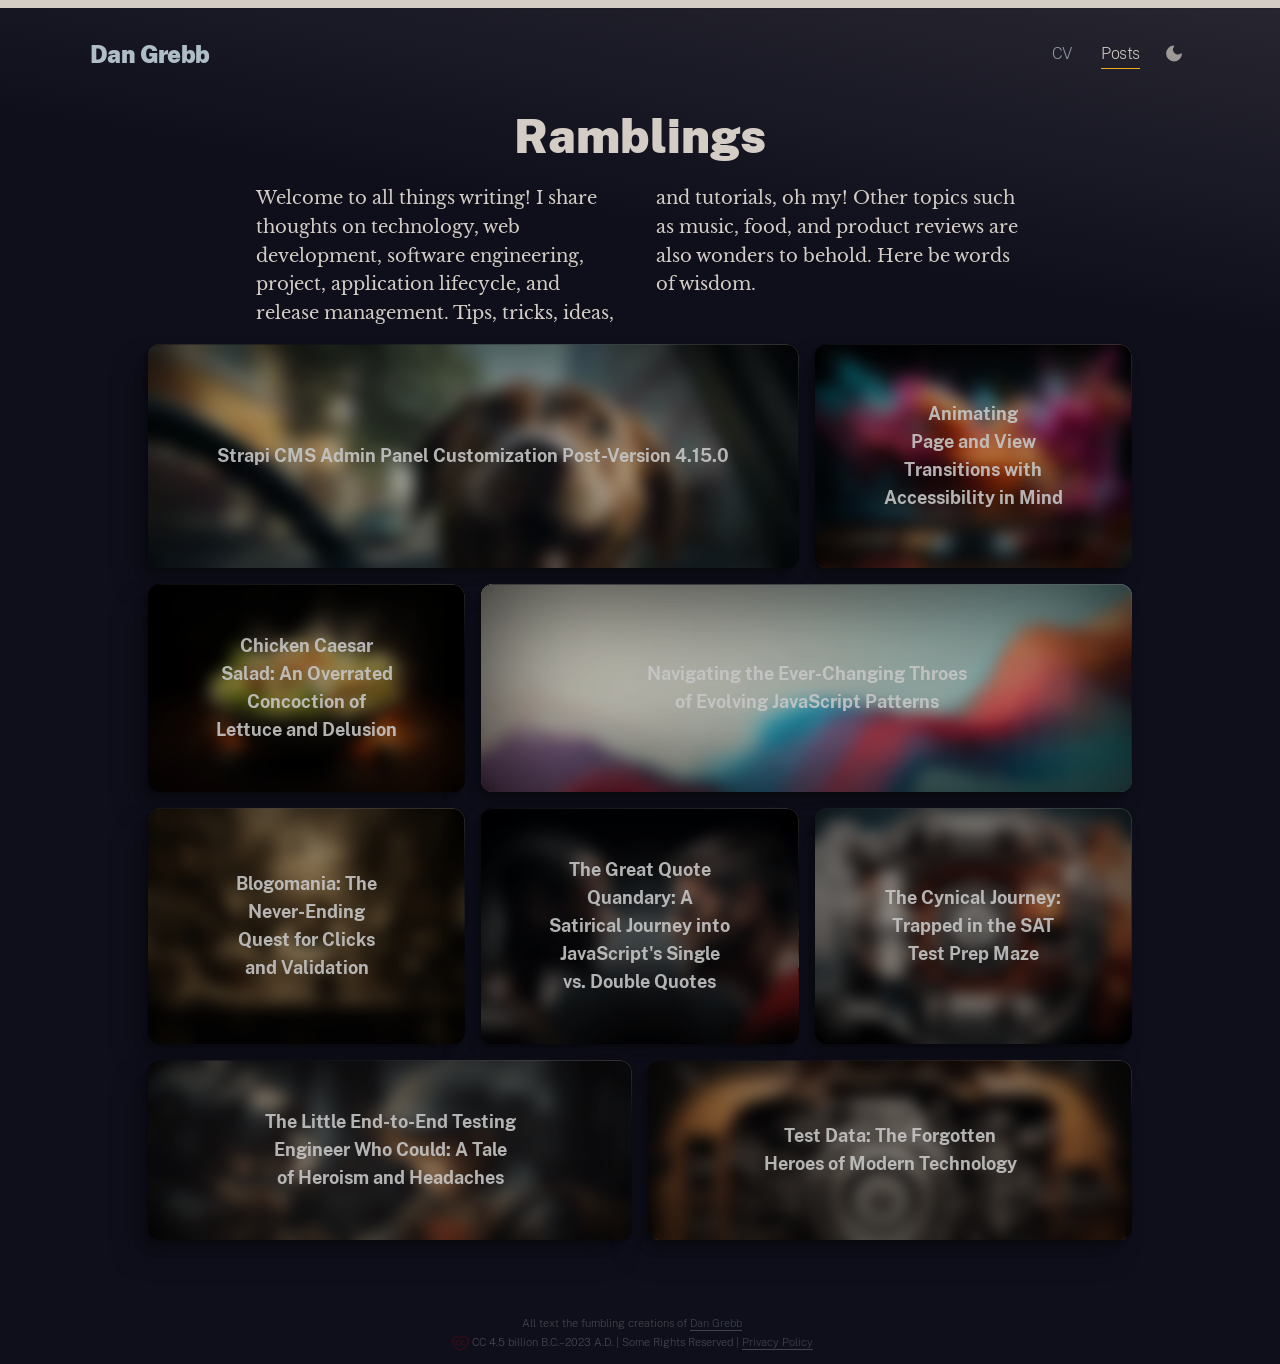 Dan Grebb
CV
Posts
Ramblings
Welcome to all things writing! I share
thoughts on technology, web
development, software engineering,
project, application lifecycle, and
release management. Tips, tricks, ideas,
and tutorials, oh my! Other topics such
as music, food, and product reviews are
also wonders to behold. Here be words
of wisdom.
Strapi CMS Admin Panel Customization Post-Version 4.15.0
Animating
Page and View
Transitions with
Accessibility in Mind
Chicken Caesar
Salad: An Overrated
Concoction of
Lettuce and Delusion
Navigating the Ever-Changing Throes
of Evolving JavaScript Patterns
Blogomania: The
Never-Ending
Quest for Clicks
and Validation
The Great Quote
Quandary: A
Satirical Journey into
JavaScript's Single
vs. Double Quotes
The Cynical Journey:
Trapped in the SAT
Test Prep Maze
The Little End-to-End Testing
Engineer Who Could: A Tale
of Heroism and Headaches
Test Data: The Forgotten
Heroes of Modern Technology
All text the fumbling creations of Dan Grebb
CC 4.5 billion B.C.–2023 A.D. | Some Rights Reserved | Privacy Policy